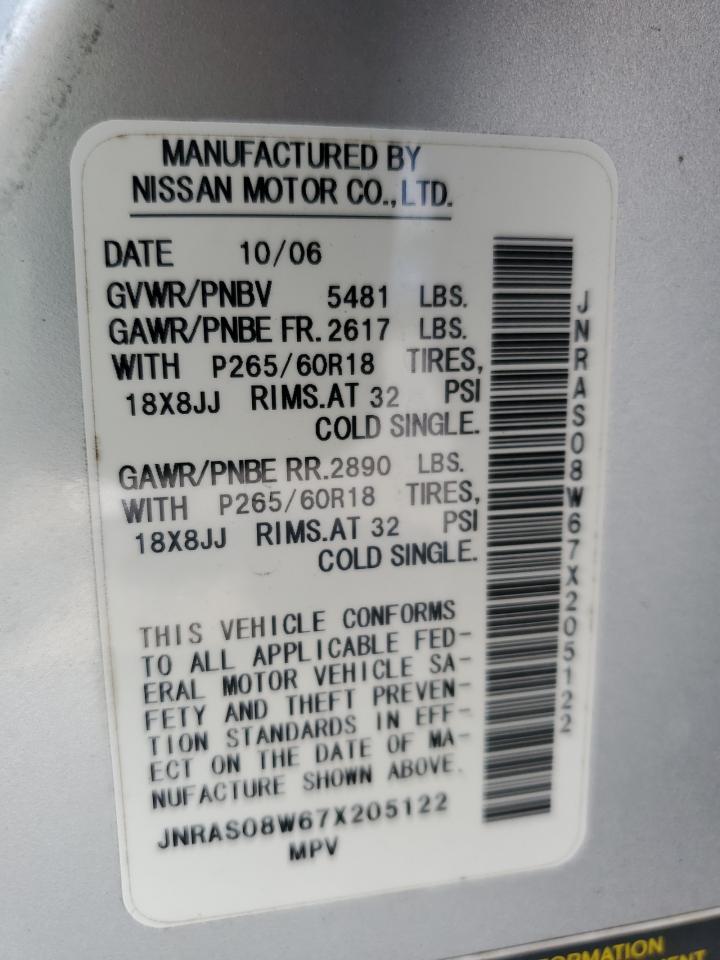 MANUFACTURED BY
NISSAN MOTOR CO., LTD.
DATE 10/06
GVWR/PNBV 5481 LBS.
GAWR/PNBE FR. 2617 LBS.
WITH P265/60R18 TIRES,
18X8JJ RIMS. AT 32 PSI
COLD SINGLE.
GAWR/PNBE RR. 2890 LBS.
WITH P265/60R18 TIRES,
18X8JJ RIMS. AT 32 PSI
COLD SINGLE.
THIS VEHICLE CONFORMS
TO ALL APPLICABLE FED-
ERAL MOTOR VEHICLE SA-
FETY AND THEFT PREVEN-
TION STANDARDS IN EFF-
ECT ON THE DATE OF MA-
NUFACTURE SHOWN ABOVE.
JNRAS08W67X205122
MPV
JNRAS08W67X205122